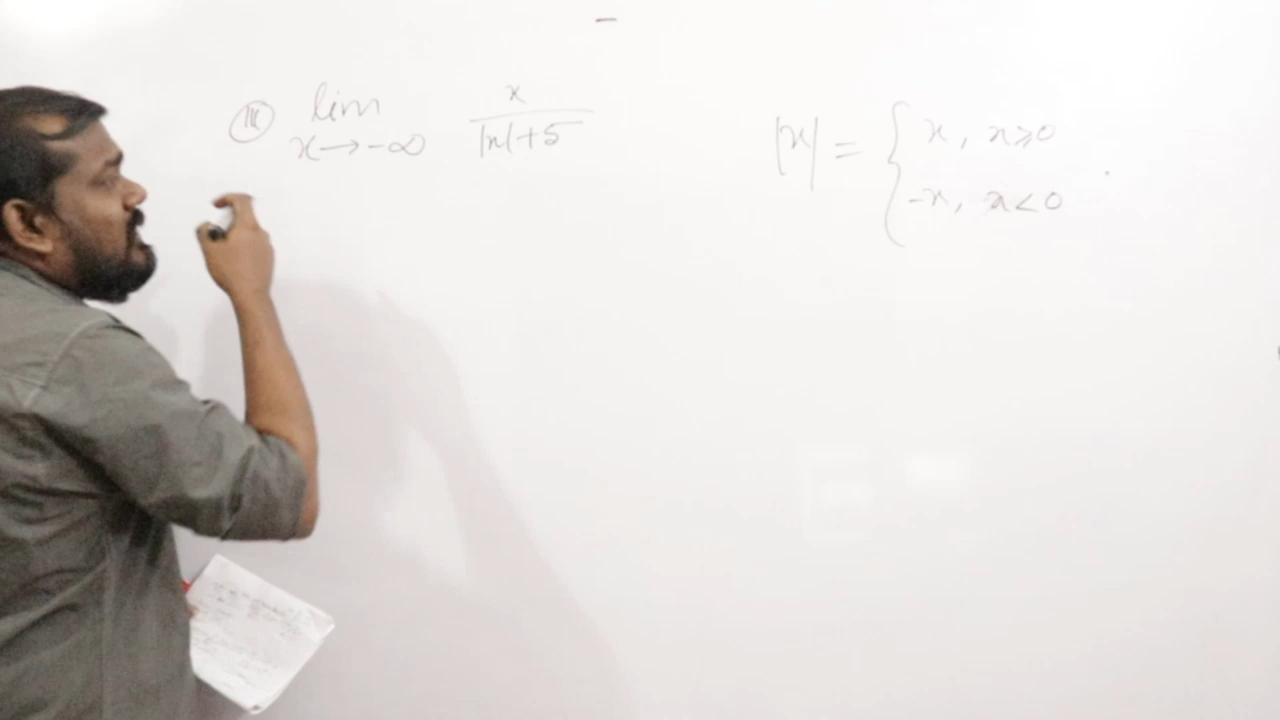 (iii) lim x→-∞ x / |x|+5
|x| = { x, x≥0
-x, x<0